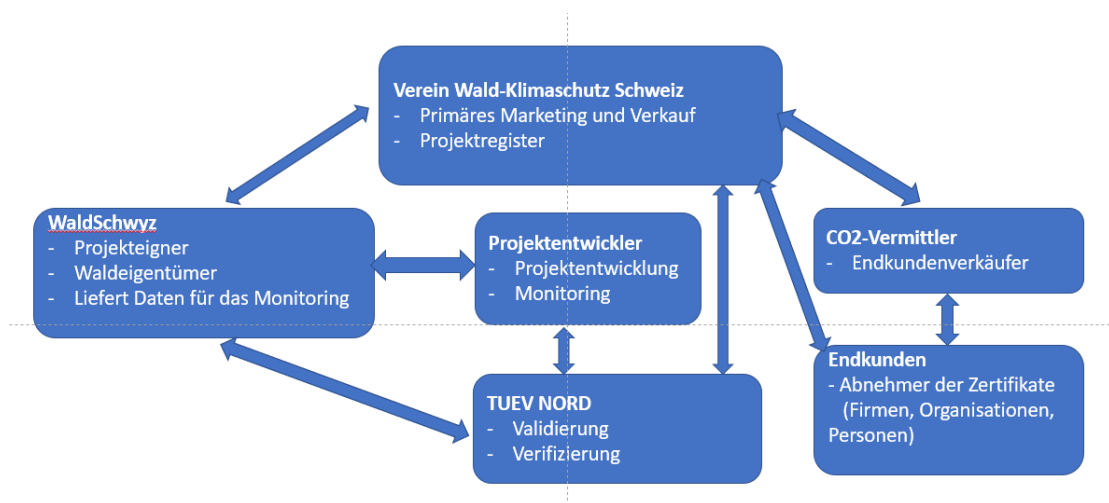 Verein Wald-Klimaschutz Schweiz
- Primäres Marketing und Verkauf
- Projektregister
WaldSchwyz
- Projekteigner
- Waldeigentümer
- Liefert Daten für das Monitoring
Projektentwickler
- Projektentwicklung
- Monitoring
CO2-Vermittler
- Endkundenverkäufer
TUEV NORD
- Validierung
- Verifizierung
Endkunden
- Abnehmer der Zertifikate
(Firmen, Organisationen,
Personen)